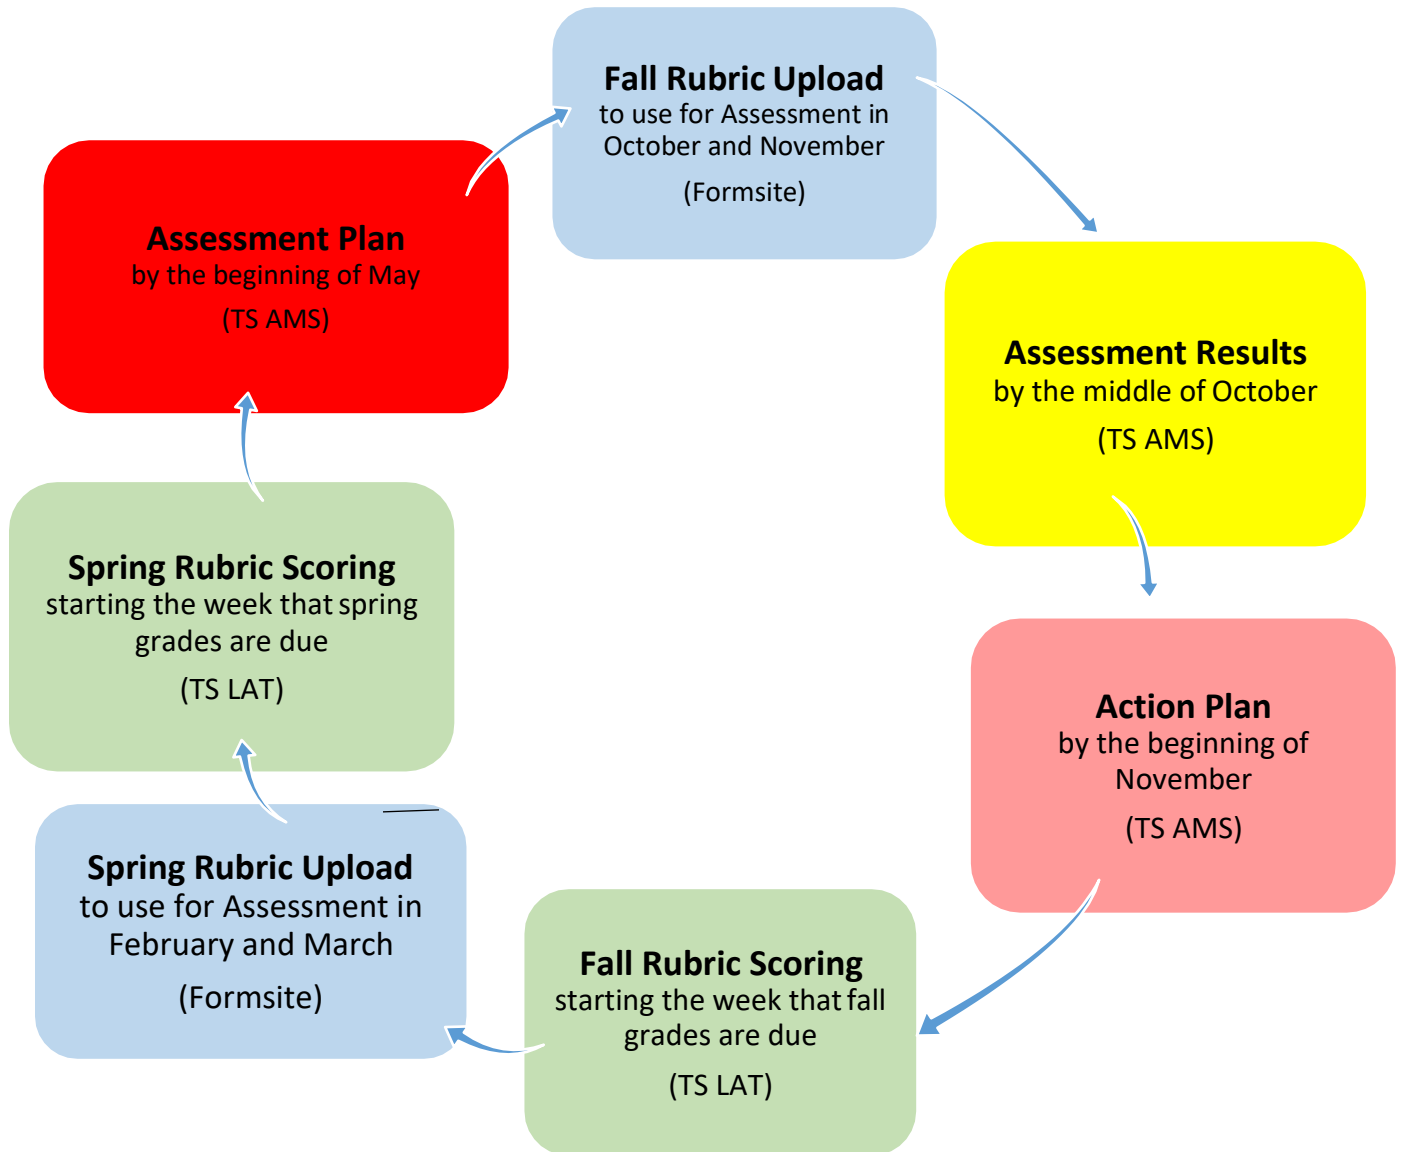 Fall Rubric Upload
to use for Assessment in
October and November
(Formsite)
Assessment Plan
by the beginning of May
(TS AMS)
Assessment Results
by the middle of October
(TS AMS)
Spring Rubric Scoring
starting the week that spring
grades are due
(TS LAT)
Action Plan
by the beginning of
November
(TS AMS)
Spring Rubric Upload
to use for Assessment in
February and March
(Formsite)
Fall Rubric Scoring
starting the week that fall
grades are due
(TS LAT)